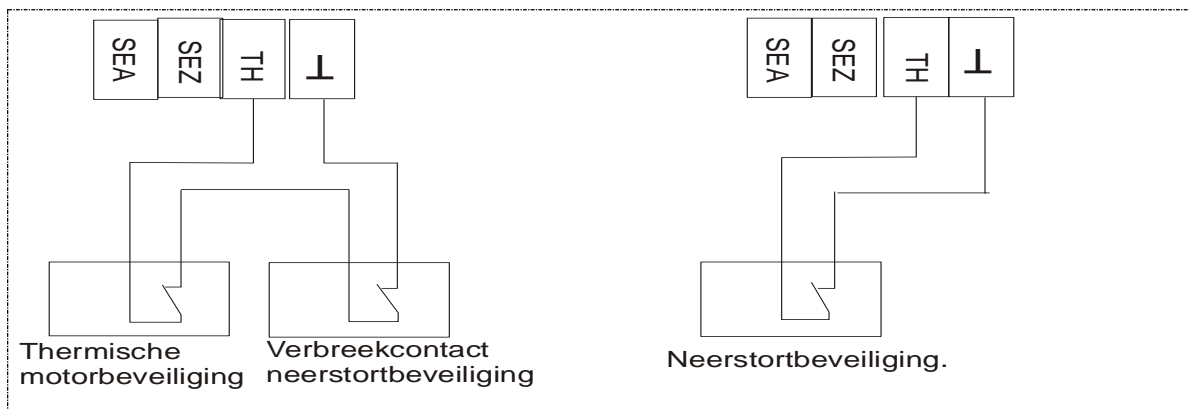 SEA SEZ TH ⊥
SEA SEZ TH ⊥
Thermische
motorbeveiliging
Verbreekcontact
neerstortbeveiliging
Neerstortbeveiliging.